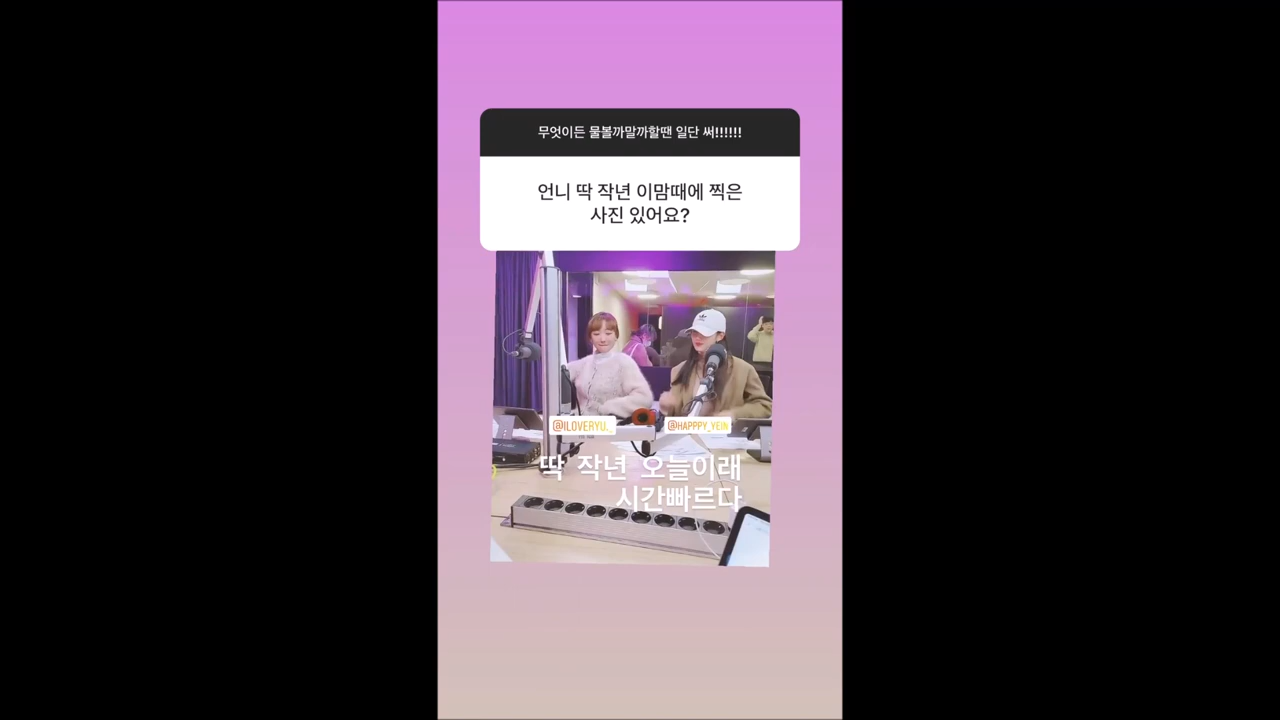 무엇이든 물볼까말까할땐 일단 써!!!!!!
언니 딱 작년 이맘때에 찍은
사진 있어요?
@ILOVERYU._
@HAPPPY_YEIN
딱 작년 오늘이래
시간빠르다